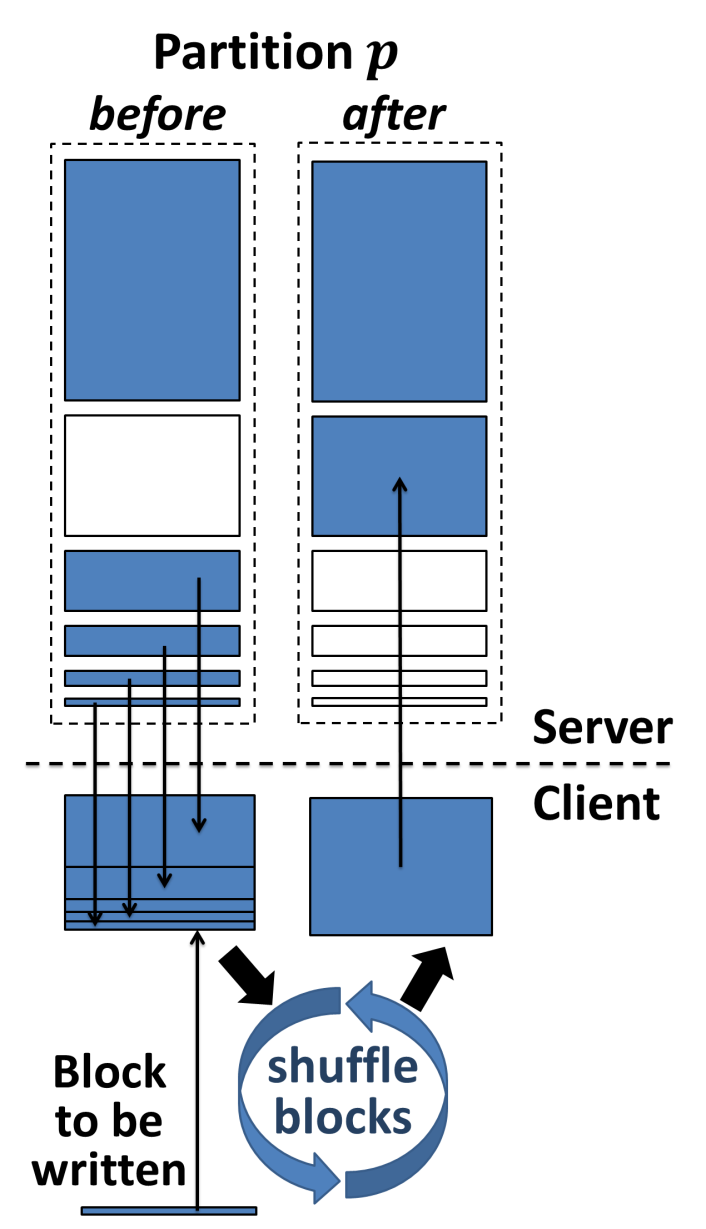 Partition p
before after
Server
Client
shuffle
blocks
Block
to be
written